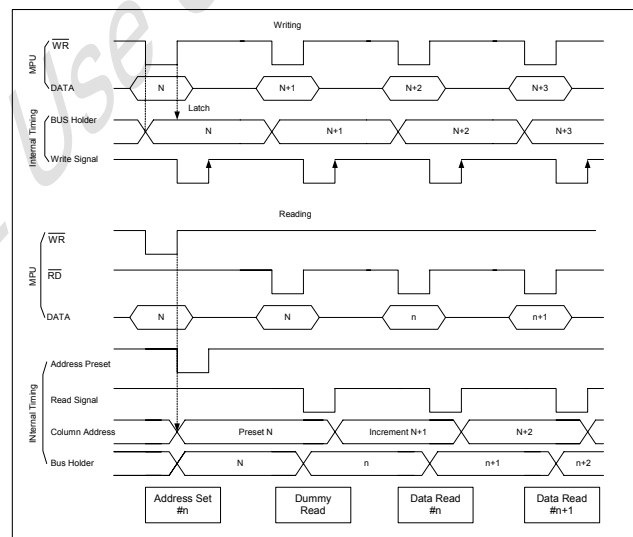 Use
Writing
MPU
WR
DATA N N+1 N+2 N+3
Latch
Internal Timing
BUS Holder N N+1 N+2 N+3
Write Signal
Reading
MPU
WR
RD
DATA N N n n+1
INternal Timing
Address Preset
Read Signal
Column Address Preset N Increment N+1 N+2
Bus Holder N n n+1 n+2
Address Set Dummy Data Read Data Read
#n Read #n #n+1